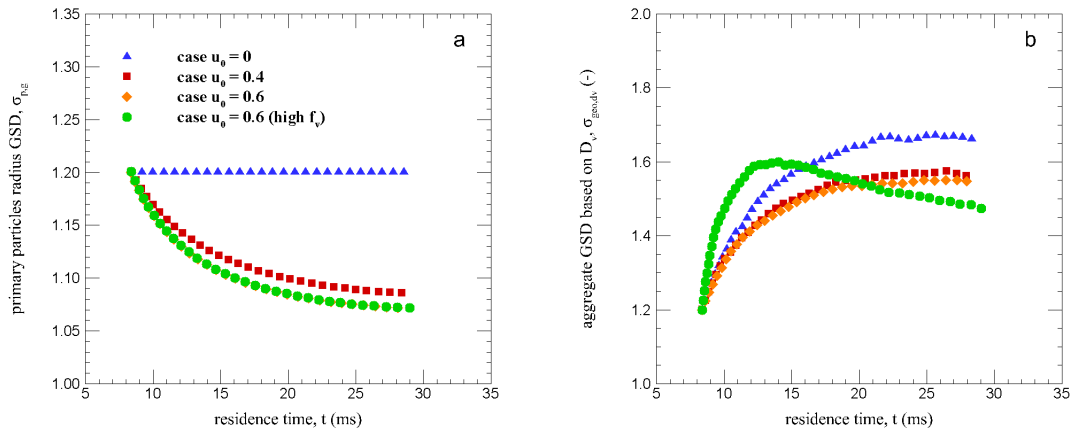 a
case u₀ = 0
case u₀ = 0.4
case u₀ = 0.6
case u₀ = 0.6 (high fᵥ)
primary particles radius GSD, σp,g
1.35
1.30
1.25
1.20
1.15
1.10
1.05
1.00
5 10 15 20 25 30 35
residence time, t (ms)
b
aggregate GSD based on Dᵥ, σgeo,dv (-)
2.0
1.8
1.6
1.4
1.2
1.0
5 10 15 20 25 30 35
residence time, t (ms)